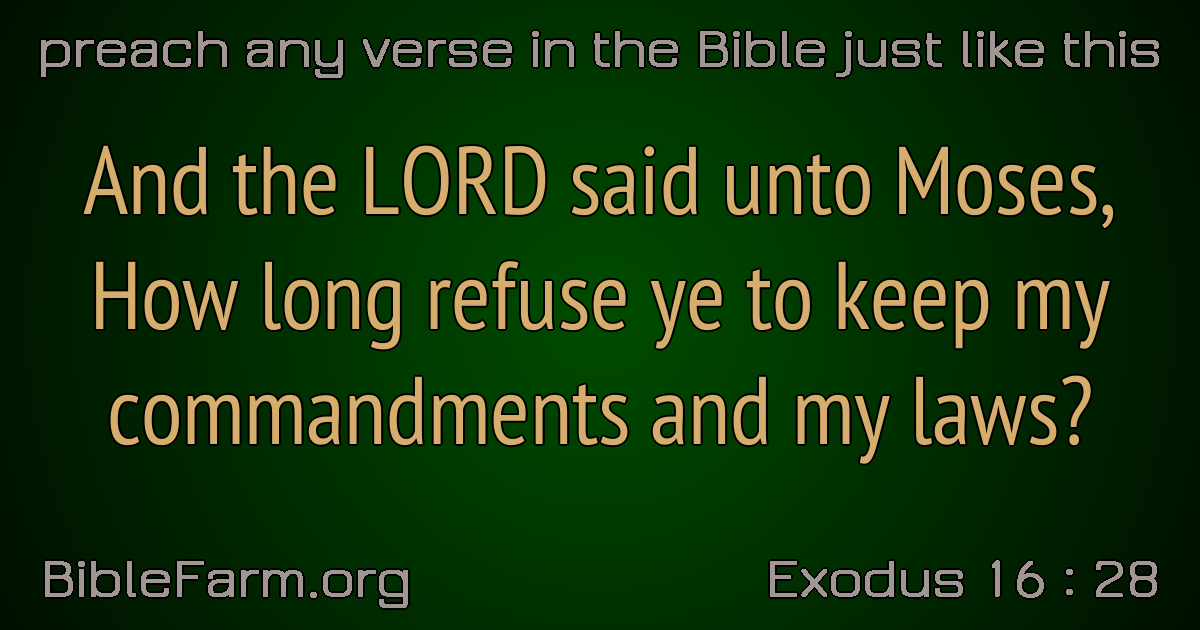 preach any verse in the Bible just like this
And the LORD said unto Moses,
How long refuse ye to keep my
commandments and my laws?
BibleFarm.org
Exodus 16 : 28